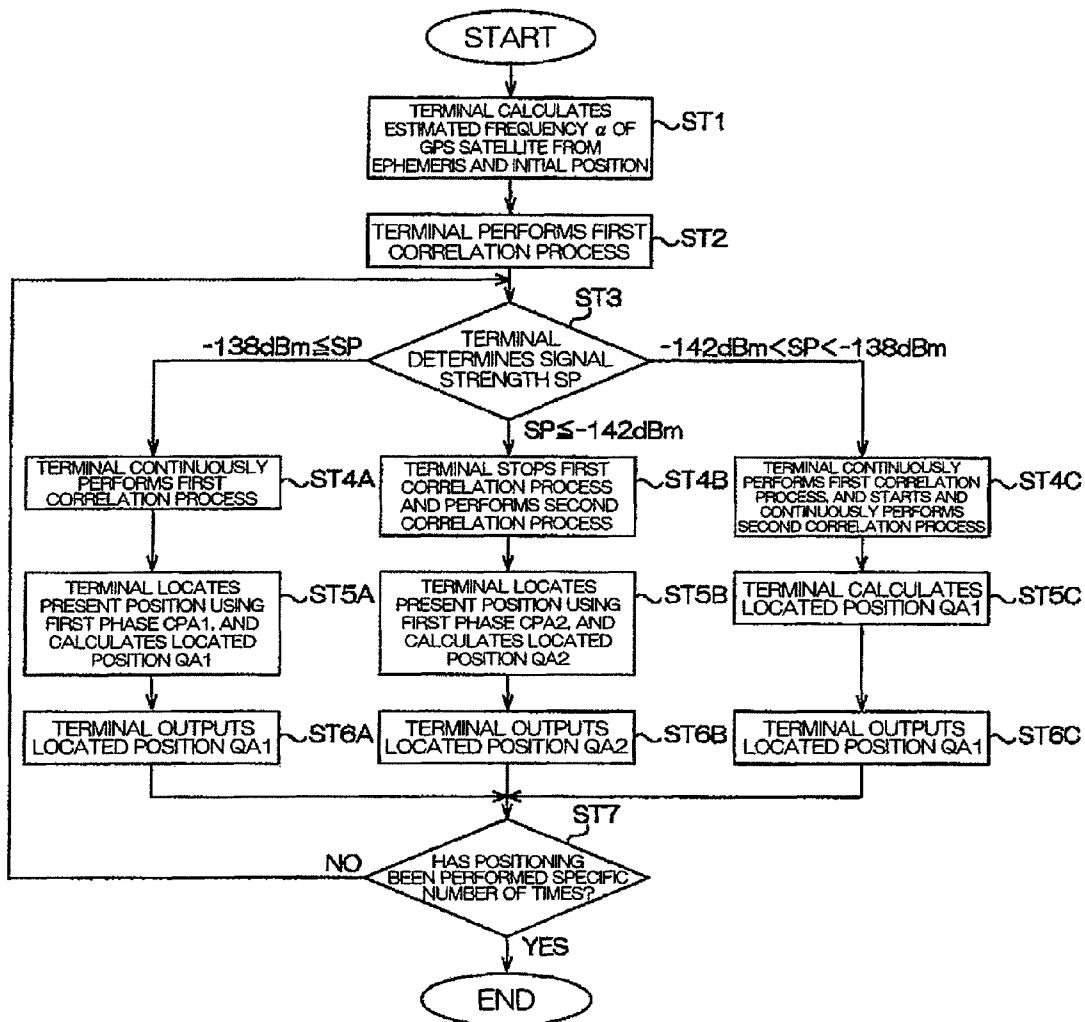 START
TERMINAL CALCULATES
ESTIMATED FREQUENCY α OF
GPS SATELLITE FROM
EPHEMERIS AND INITIAL POSITION
ST1
TERMINAL PERFORMS FIRST
CORRELATION PROCESS
ST2
ST3
TERMINAL
DETERMINES SIGNAL
STRENGTH SP
-138dBm≦SP
-142dBm<SP<-138dBm
SP≦-142dBm
TERMINAL CONTINUOUSLY
PERFORMS FIRST
CORRELATION PROCESS
ST4A
TERMINAL STOPS FIRST
CORRELATION PROCESS
AND PERFORMS SECOND
CORRELATION PROCESS
ST4B
TERMINAL CONTINUOUSLY
PERFORMS FIRST CORRELATION
PROCESS, AND STARTS AND
CONTINUOUSLY PERFORMS
SECOND CORRELATION PROCESS
ST4C
TERMINAL LOCATES
PRESENT POSITION USING
FIRST PHASE CPA1, AND
CALCULATES LOCATED
POSITION QA1
ST5A
TERMINAL LOCATES
PRESENT POSITION USING
FIRST PHASE CPA2, AND
CALCULATES LOCATED
POSITION QA2
ST5B
TERMINAL CALCULATES
LOCATED POSITION QA1
ST5C
TERMINAL OUTPUTS
LOCATED POSITION QA1
ST6A
TERMINAL OUTPUTS
LOCATED POSITION QA2
ST6B
TERMINAL OUTPUTS
LOCATED POSITION QA1
ST6C
ST7
HAS POSITIONING
BEEN PERFORMED SPECIFIC
NUMBER OF TIMES?
NO
YES
END